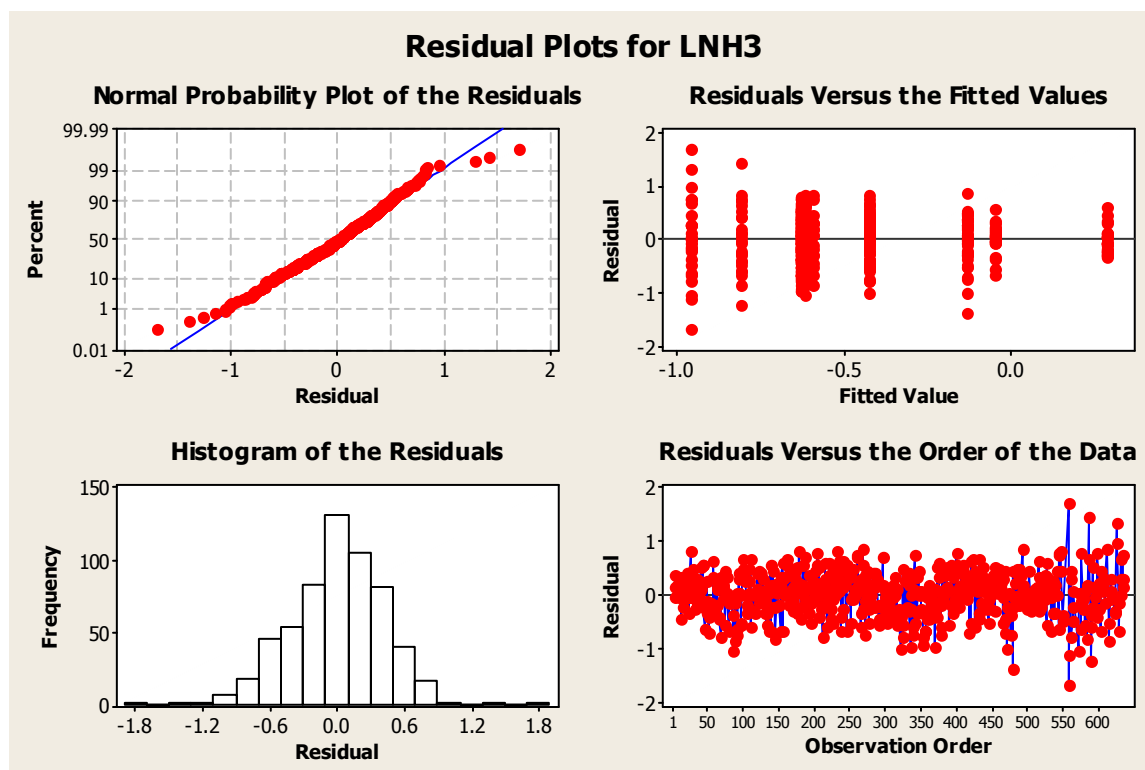 Residual Plots for LNH3
Normal Probability Plot of the Residuals
99.99
99
90
50
10
1
0.01
Percent
-2 -1 0 1 2
Residual
Residuals Versus the Fitted Values
2
1
0
-1
-2
Residual
-1.0 -0.5 0.0
Fitted Value
Histogram of the Residuals
150
100
50
0
Frequency
-1.8 -1.2 -0.6 0.0 0.6 1.2 1.8
Residual
Residuals Versus the Order of the Data
2
1
0
-1
-2
Residual
1 50 100 150 200 250 300 350 400 450 500 550 600
Observation Order